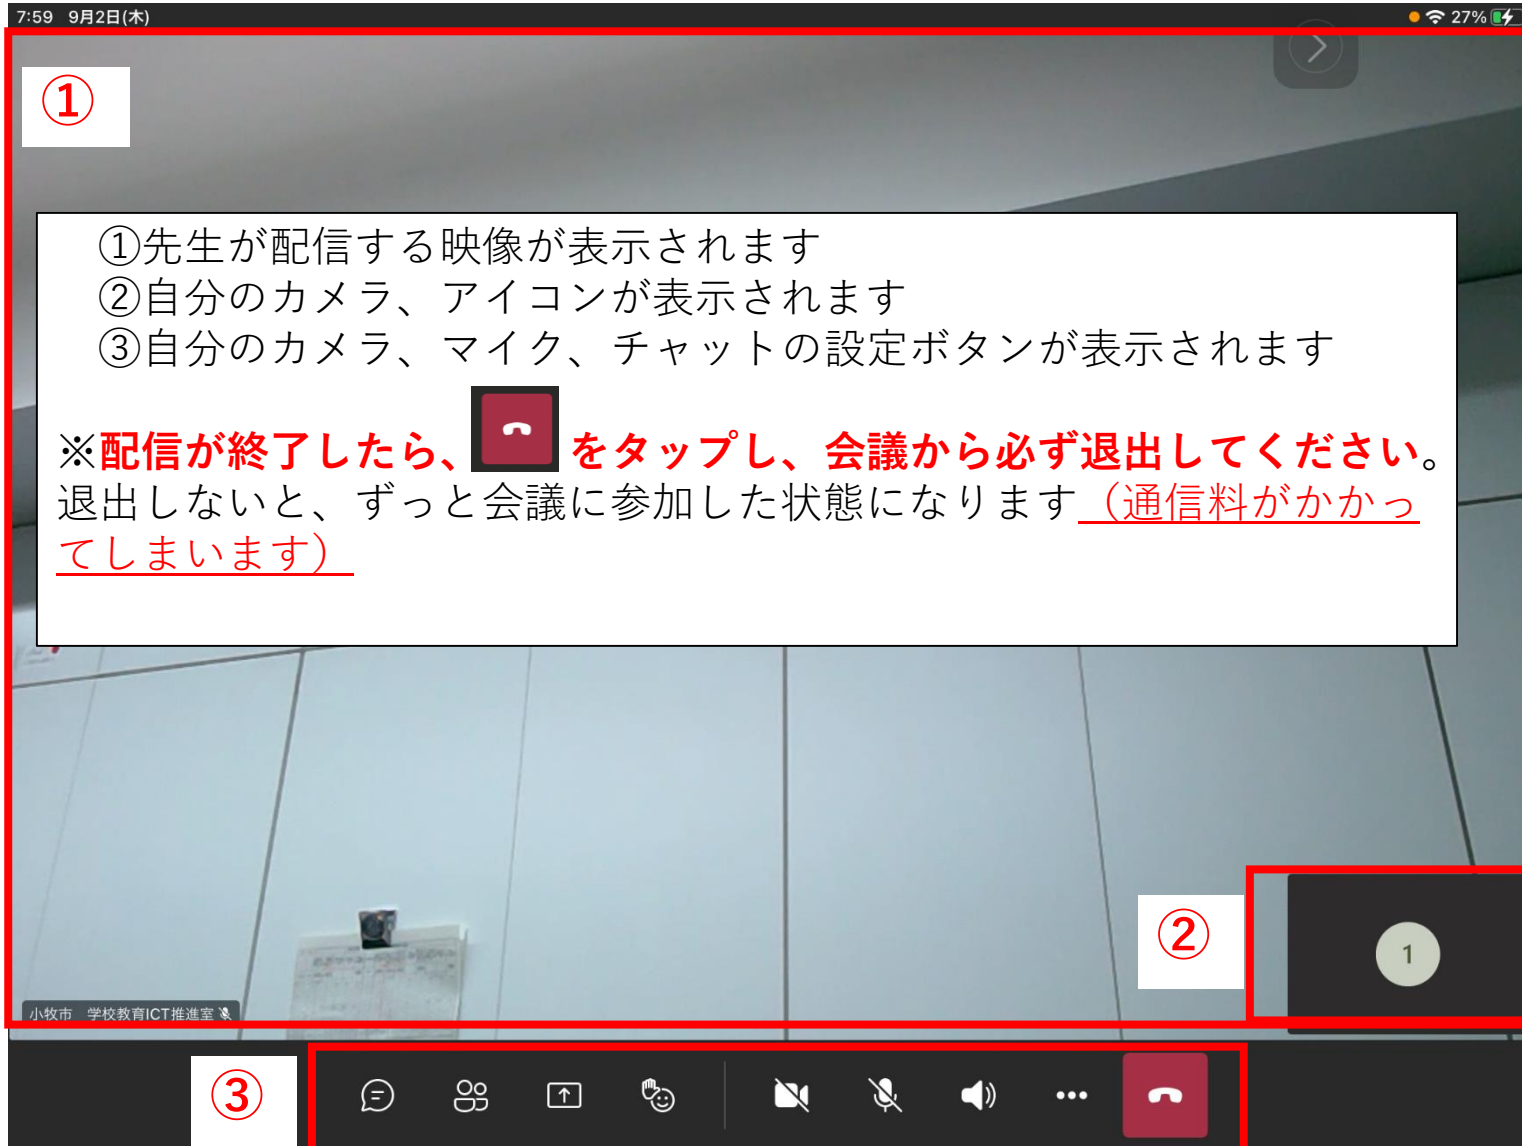 7:59 9月2日(木)
27%
①
①先生が配信する映像が表示されます
②自分のカメラ、アイコンが表示されます
③自分のカメラ、マイク、チャットの設定ボタンが表示されます
※配信が終了したら、をタップし、会議から必ず退出してください。
退出しないと、ずっと会議に参加した状態になります（通信料がかかっ
てしまいます）
②
1
小牧市 学校教育ICT推進室
③